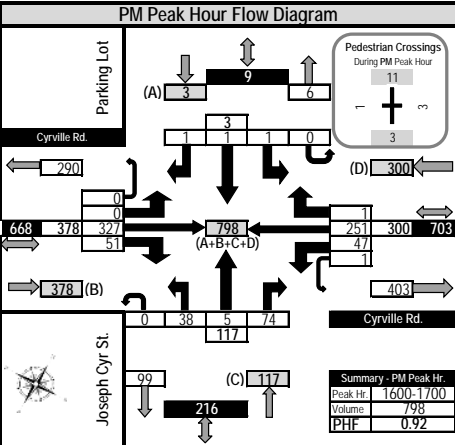 PM Peak Hour Flow Diagram
Parking Lot
9
(A) 3
6
Pedestrian Crossings
During PM Peak Hour
11
1
3
3
3
1 1 1 0
Cyrville Rd.
290
(D) 300
0
0
668 378 327
51
798
(A+B+C+D)
1
251 300 703
47
1
378 (B)
403
0 38 5 74
117
Cyrville Rd.
Joseph Cyr St.
99
(C) 117
216
Summary - PM Peak Hr.
Peak Hr. 1600-1700
Volume 798
PHF 0.92